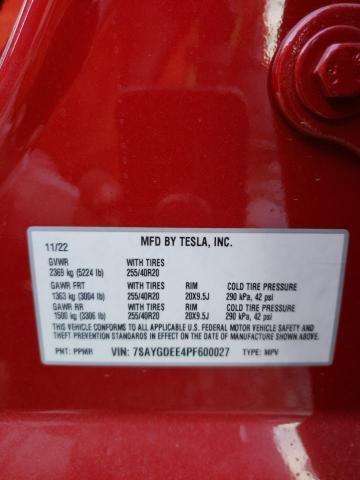 11/22 MFD BY TESLA, INC.
GVWR WITH TIRES
2369 kg (5224 lb) 255/40R20
GAWR FRT WITH TIRES RIM COLD TIRE PRESSURE
1363 kg (3004 lb) 255/40R20 20X9.5J 290 kPa, 42 psi
GAWR RR WITH TIRES RIM COLD TIRE PRESSURE
1500 kg (3306 lb) 255/40R20 20X9.5J 290 kPa, 42 psi
THIS VEHICLE CONFORMS TO ALL APPLICABLE U.S. FEDERAL MOTOR VEHICLE SAFETY AND
THEFT PREVENTION STANDARDS IN EFFECT ON THE DATE OF MANUFACTURE SHOWN ABOVE.
PNT: PPMR VIN: 7SAYGDEE4PF600027 TYPE: MPV